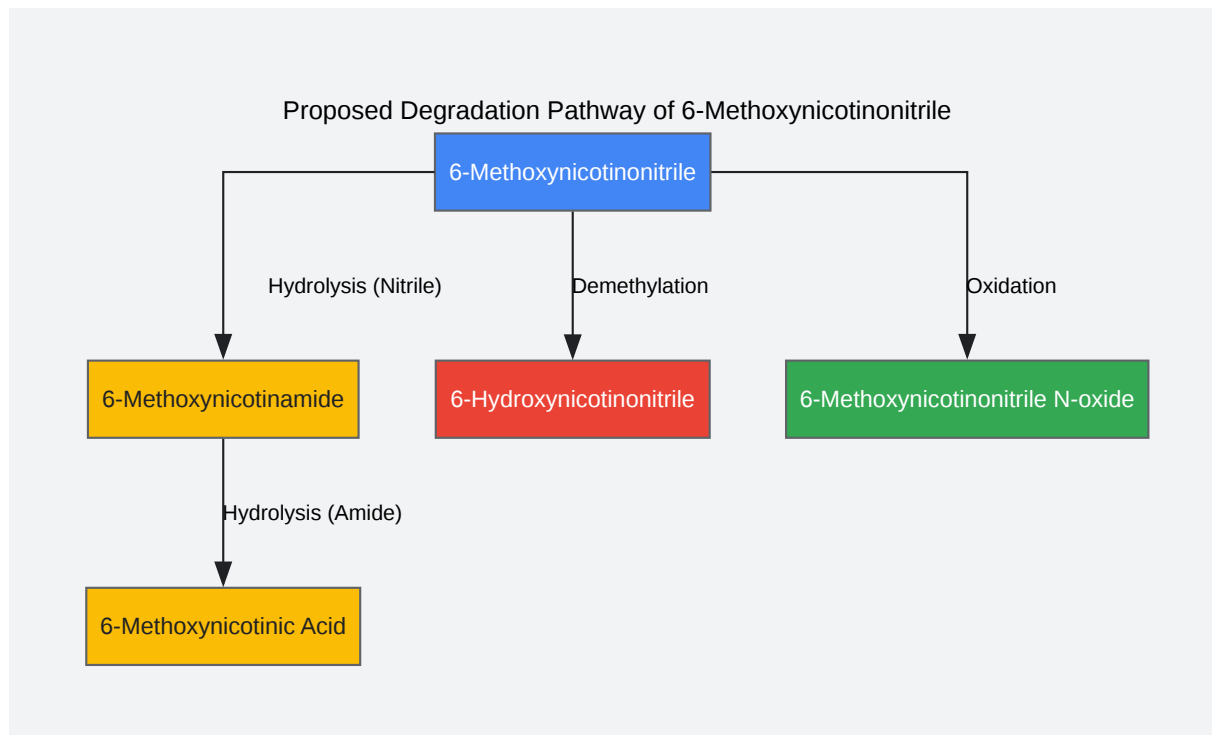 Proposed Degradation Pathway of 6-Methoxynicotinonitrile
6-Methoxynicotinonitrile
Hydrolysis (Nitrile)
Demethylation
Oxidation
6-Methoxynicotinamide
6-Hydroxynicotinonitrile
6-Methoxynicotinonitrile N-oxide
Hydrolysis (Amide)
6-Methoxynicotinic Acid